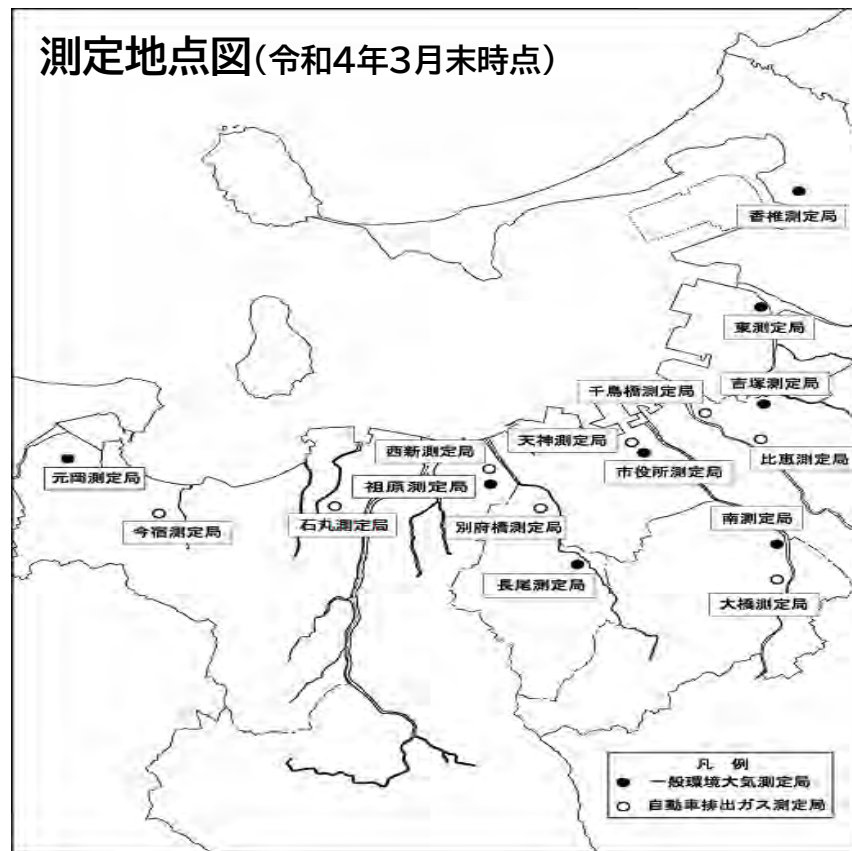 測定地点図(令和4年3月末時点)
香椎測定局
東測定局
吉塚測定局
千鳥橋測定局
天神測定局
西新測定局
市役所測定局
比恵測定局
元岡測定局
祖原測定局
今宿測定局
石丸測定局
別府橋測定局
南測定局
長尾測定局
大橋測定局
凡 例
● 一般環境大気測定局
○ 自動車排出ガス測定局